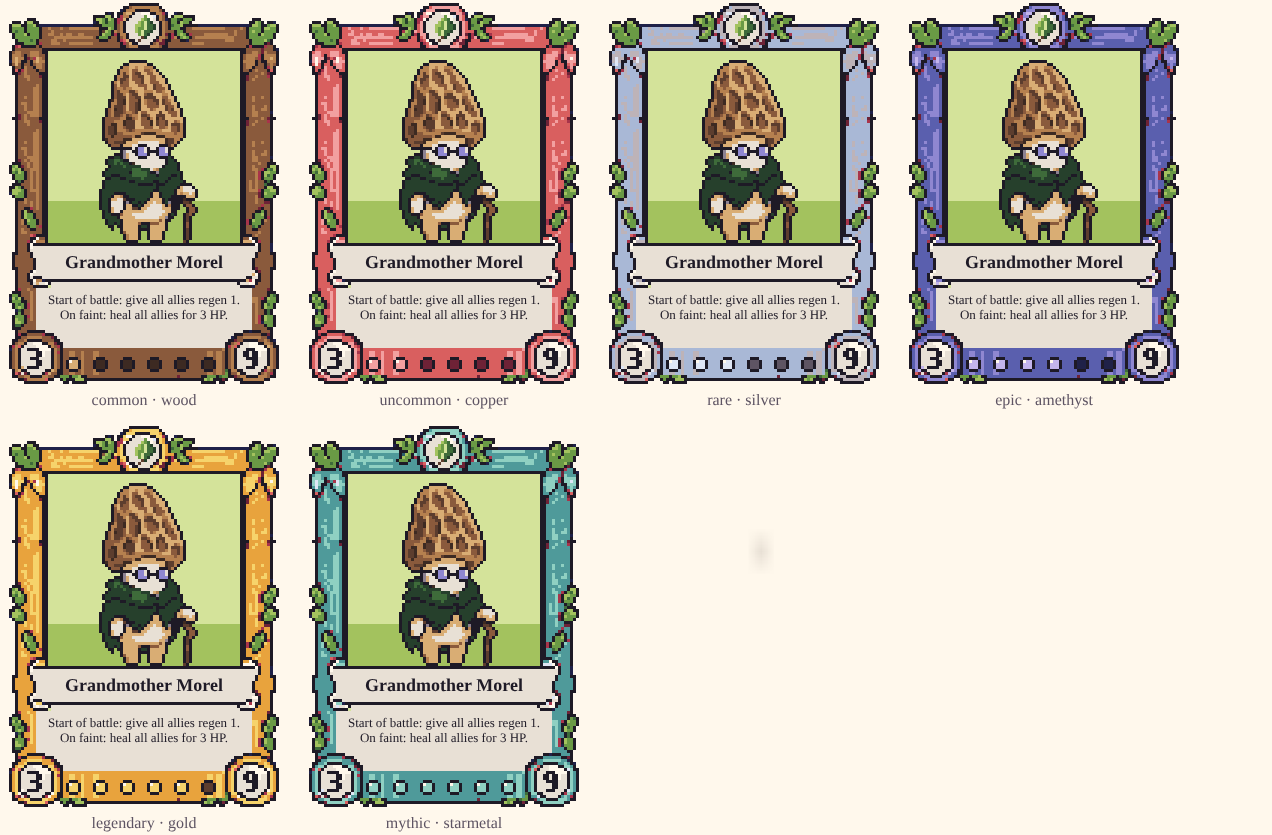 Grandmother Morel
Start of battle: give all allies regen 1.
On faint: heal all allies for 3 HP.
3
9
common · wood
Grandmother Morel
Start of battle: give all allies regen 1.
On faint: heal all allies for 3 HP.
3
9
uncommon · copper
Grandmother Morel
Start of battle: give all allies regen 1.
On faint: heal all allies for 3 HP.
3
9
rare · silver
Grandmother Morel
Start of battle: give all allies regen 1.
On faint: heal all allies for 3 HP.
3
9
epic · amethyst
Grandmother Morel
Start of battle: give all allies regen 1.
On faint: heal all allies for 3 HP.
3
9
legendary · gold
Grandmother Morel
Start of battle: give all allies regen 1.
On faint: heal all allies for 3 HP.
3
9
mythic · starmetal